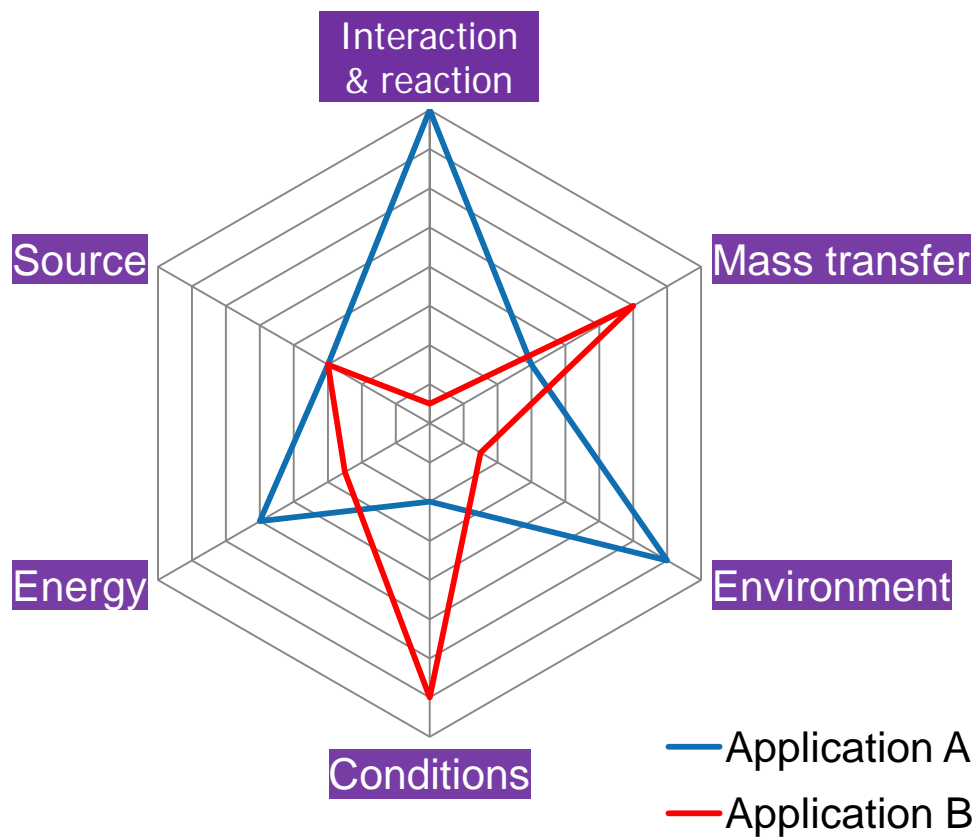 Interaction
& reaction
Source
Mass transfer
Energy
Environment
Conditions
Application A
Application B